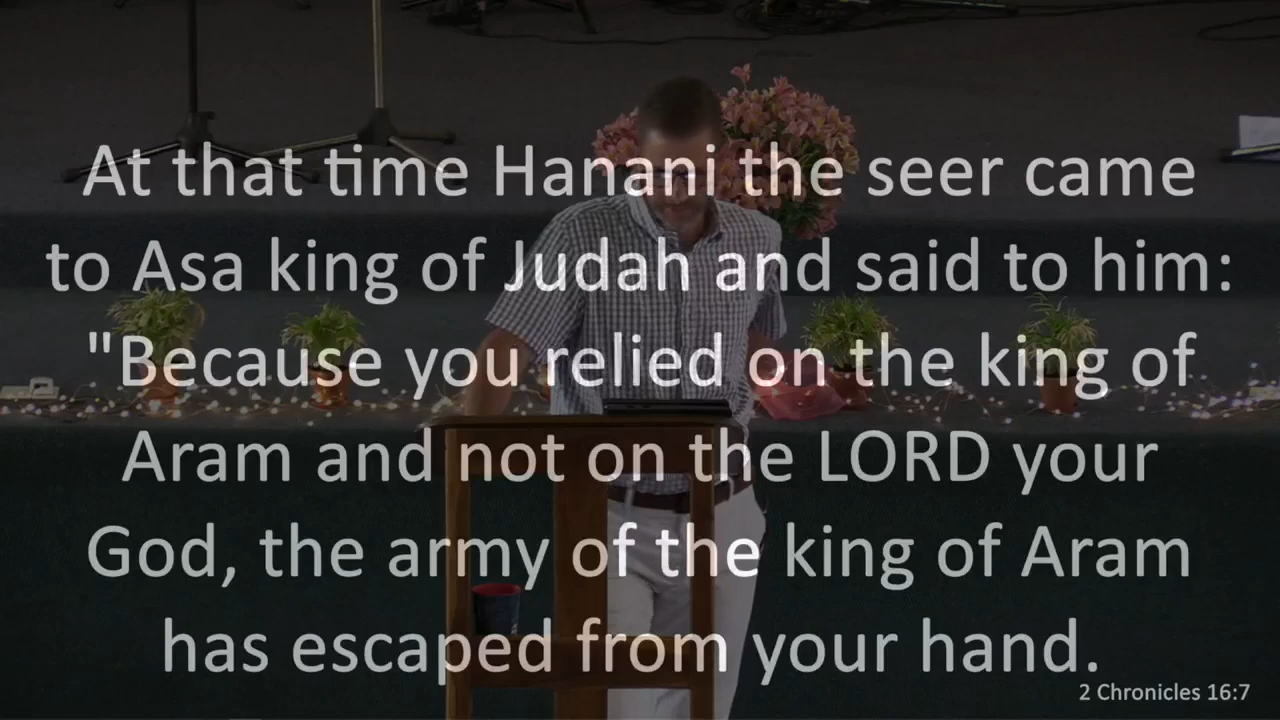 At that time Hanani the seer came
to Asa king of Judah and said to him:
"Because you relied on the king of
Aram and not on the LORD your
God, the army of the king of Aram
has escaped from your hand.
2 Chronicles 16:7